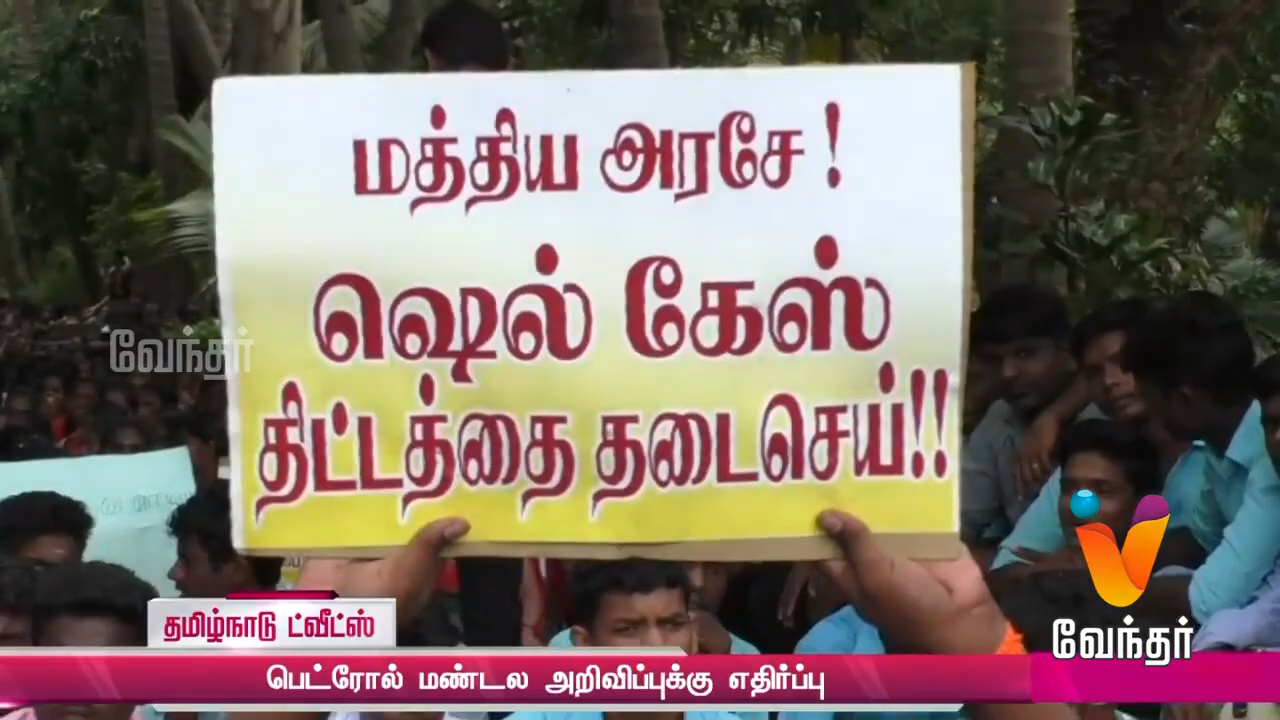 மத்திய அரசே !
ஷெல் கேஸ்
திட்டத்தை தடைசெய்!!
வேந்தர்
வேந்தர்
தமிழ்நாடு ட்வீட்ஸ்
பெட்ரோல் மண்டல அறிவிப்புக்கு எதிர்ப்பு